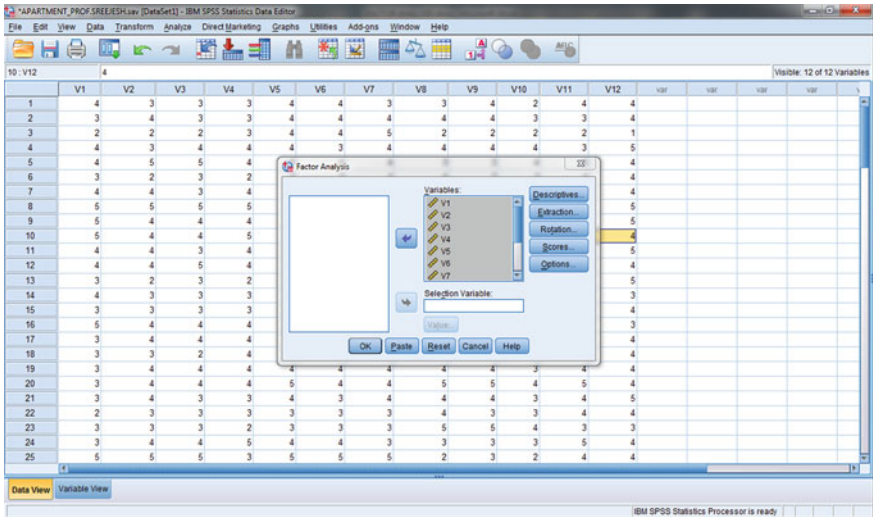 *APARTMENT_PROF.SREEJESH.sav [DataSet1] - IBM SPSS Statistics Data Editor
File Edit View Data Transform Analyze Direct Marketing Graphs Utilities Add-ons Window Help
10 : V12 4 Visible: 12 of 12 Variables
V1 V2 V3 V4 V5 V6 V7 V8 V9 V10 V11 V12 var var var var
1 4 3 3 3 4 4 3 3 4 2 4 4
2 3 4 3 3 4 4 4 4 4 3 3 4
3 2 2 2 3 4 4 5 2 2 2 2 1
4 4 3 4 4 4 3 4 4 4 4 3 5
5 4 5 5 4 4
6 3 2 3 2 4
7 4 4 3 4 4
8 5 5 5 5 5
9 5 4 4 4 5
10 5 4 4 5 4
11 4 4 3 4 5
12 4 4 5 4 4
13 3 2 3 2 5
14 4 3 3 3 3
15 3 3 3 3 4
16 5 4 4 4 3
17 3 4 4 4 4
18 3 3 2 4 4
19 3 4 4 4 4 4 4 4 4 3 4 4
20 3 4 4 4 5 4 4 5 5 4 5 4
21 3 4 3 3 4 3 4 4 4 3 4 5
22 2 3 3 3 3 3 3 4 3 3 4 4
23 3 3 3 2 3 3 3 5 5 4 3 3
24 3 4 4 5 4 4 3 3 3 3 5 4
25 5 5 5 3 5 5 5 2 3 2 4 4
Factor Analysis
Variables:
V1
V2
V3
V4
V5
V6
V7
Descriptives...
Extraction...
Rotation...
Scores...
Options...
Selection Variable:
Value...
OK Paste Reset Cancel Help
Data View Variable View
IBM SPSS Statistics Processor is ready